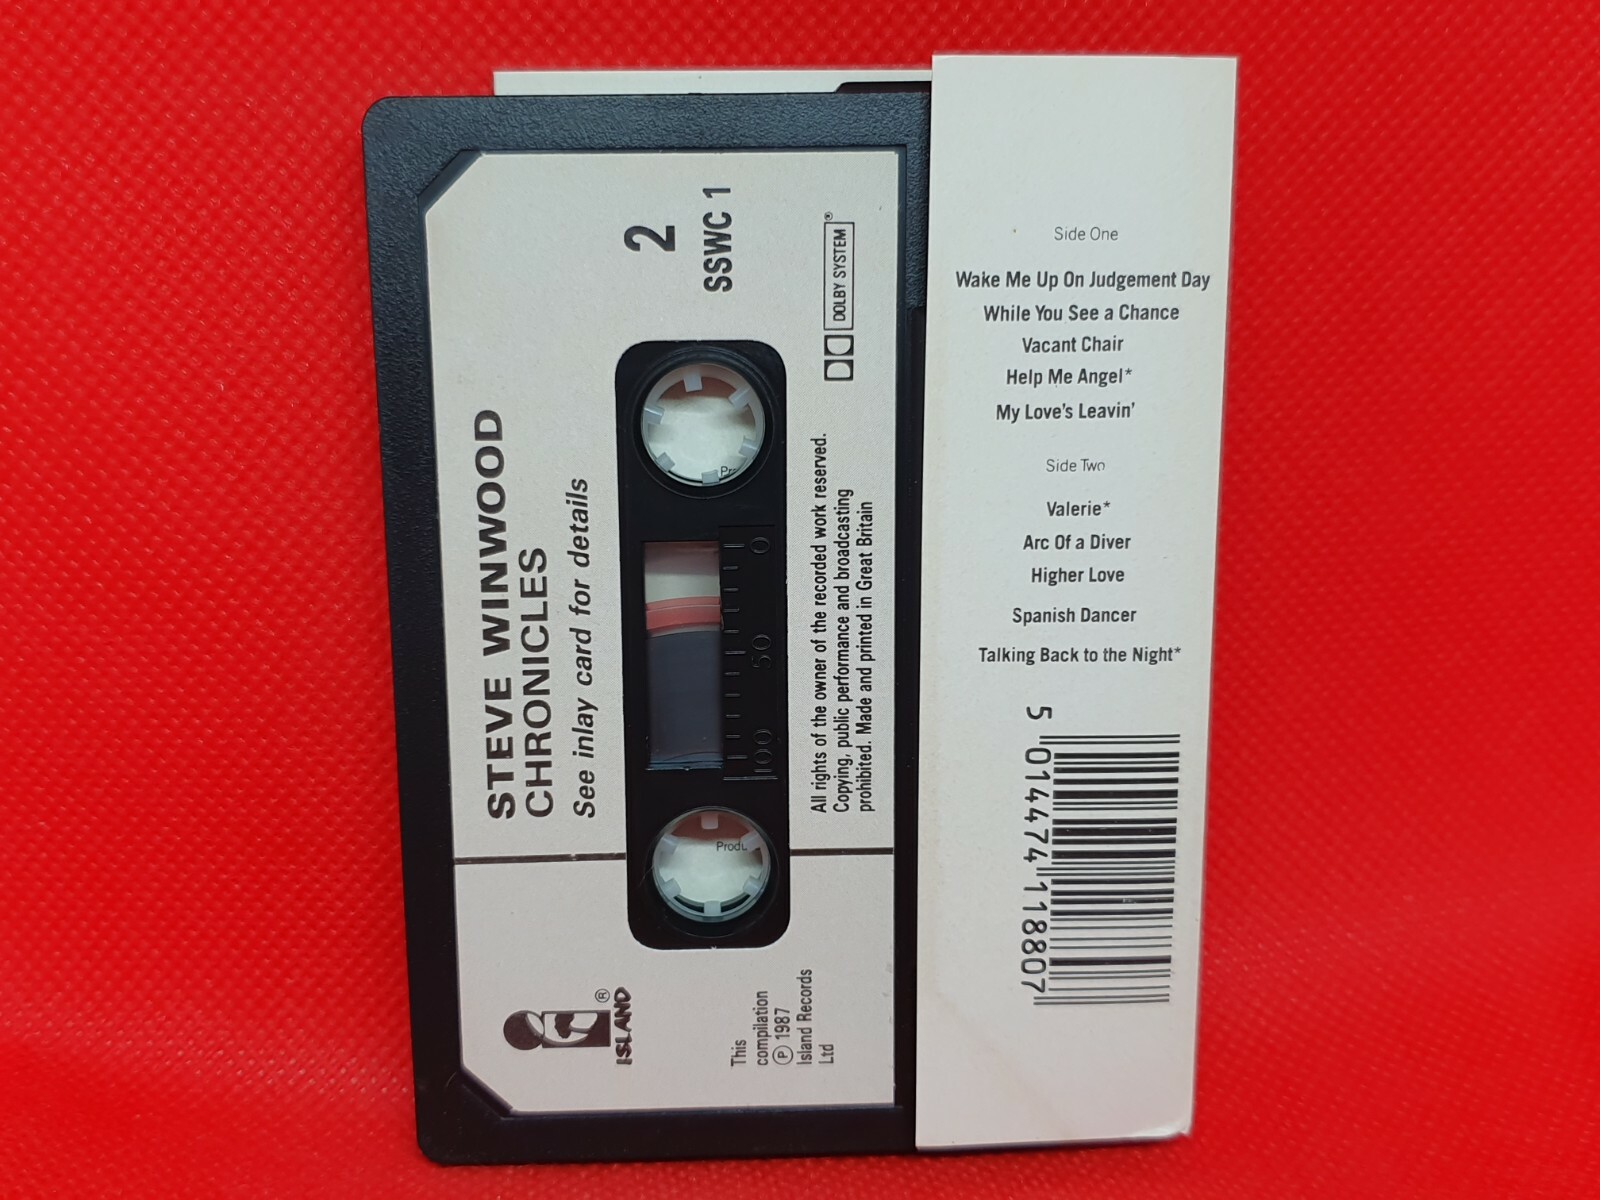 STEVE WINWOOD
CHRONICLES
See inlay card for details
2
SSWC 1
DOLBY SYSTEM®
All rights of the owner of the recorded work reserved.
Copying, public performance and broadcasting
prohibited. Made and printed in Great Britain
0
50
100
ISLAND®
This
compilation
℗ 1987
Island Records
Ltd
Side One
Wake Me Up On Judgement Day
While You See a Chance
Vacant Chair
Help Me Angel*
My Love's Leavin'
Side Two
Valerie*
Arc Of a Diver
Higher Love
Spanish Dancer
Talking Back to the Night*
5 014474 118807